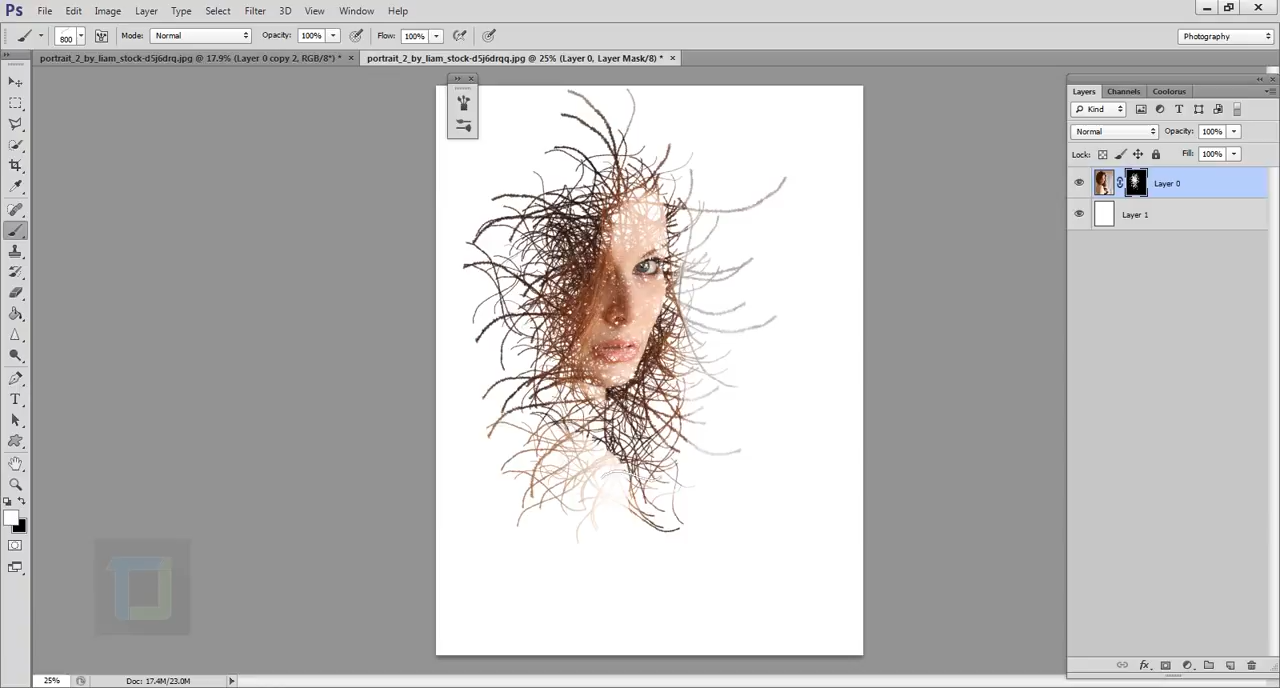 Ps File Edit Image Layer Type Select Filter 3D View Window Help
800 Mode: Normal Opacity: 100% Flow: 100% Photography
portrait_2_by_liam_stock-d5j6drq.jpg @ 17.9% (Layer 0 copy 2, RGB/8*) * × portrait_2_by_liam_stock-d5j6drqq.jpg @ 25% (Layer 0, Layer Mask/8) * ×
Layers Channels Coolorus
Kind
Normal Opacity: 100%
Lock: Fill: 100%
Layer 0
Layer 1
25% Doc: 17.4M/23.0M